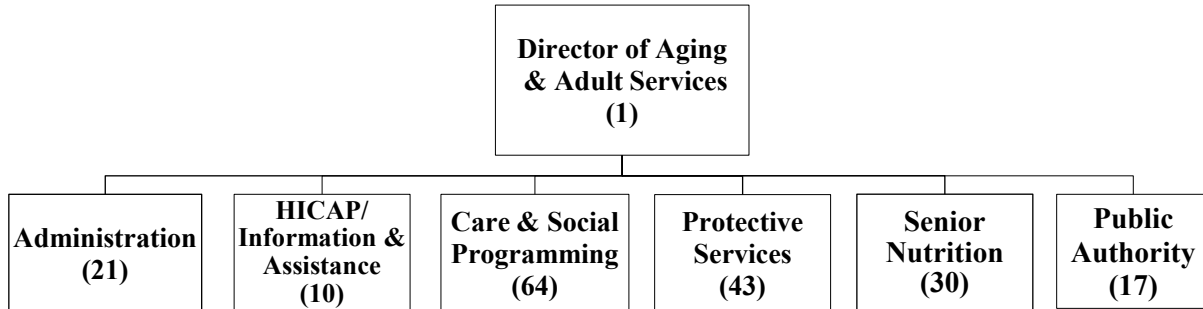 Director of Aging
& Adult Services
(1)
Administration
(21)
HICAP/
Information &
Assistance
(10)
Care & Social
Programming
(64)
Protective
Services
(43)
Senior
Nutrition
(30)
Public
Authority
(17)